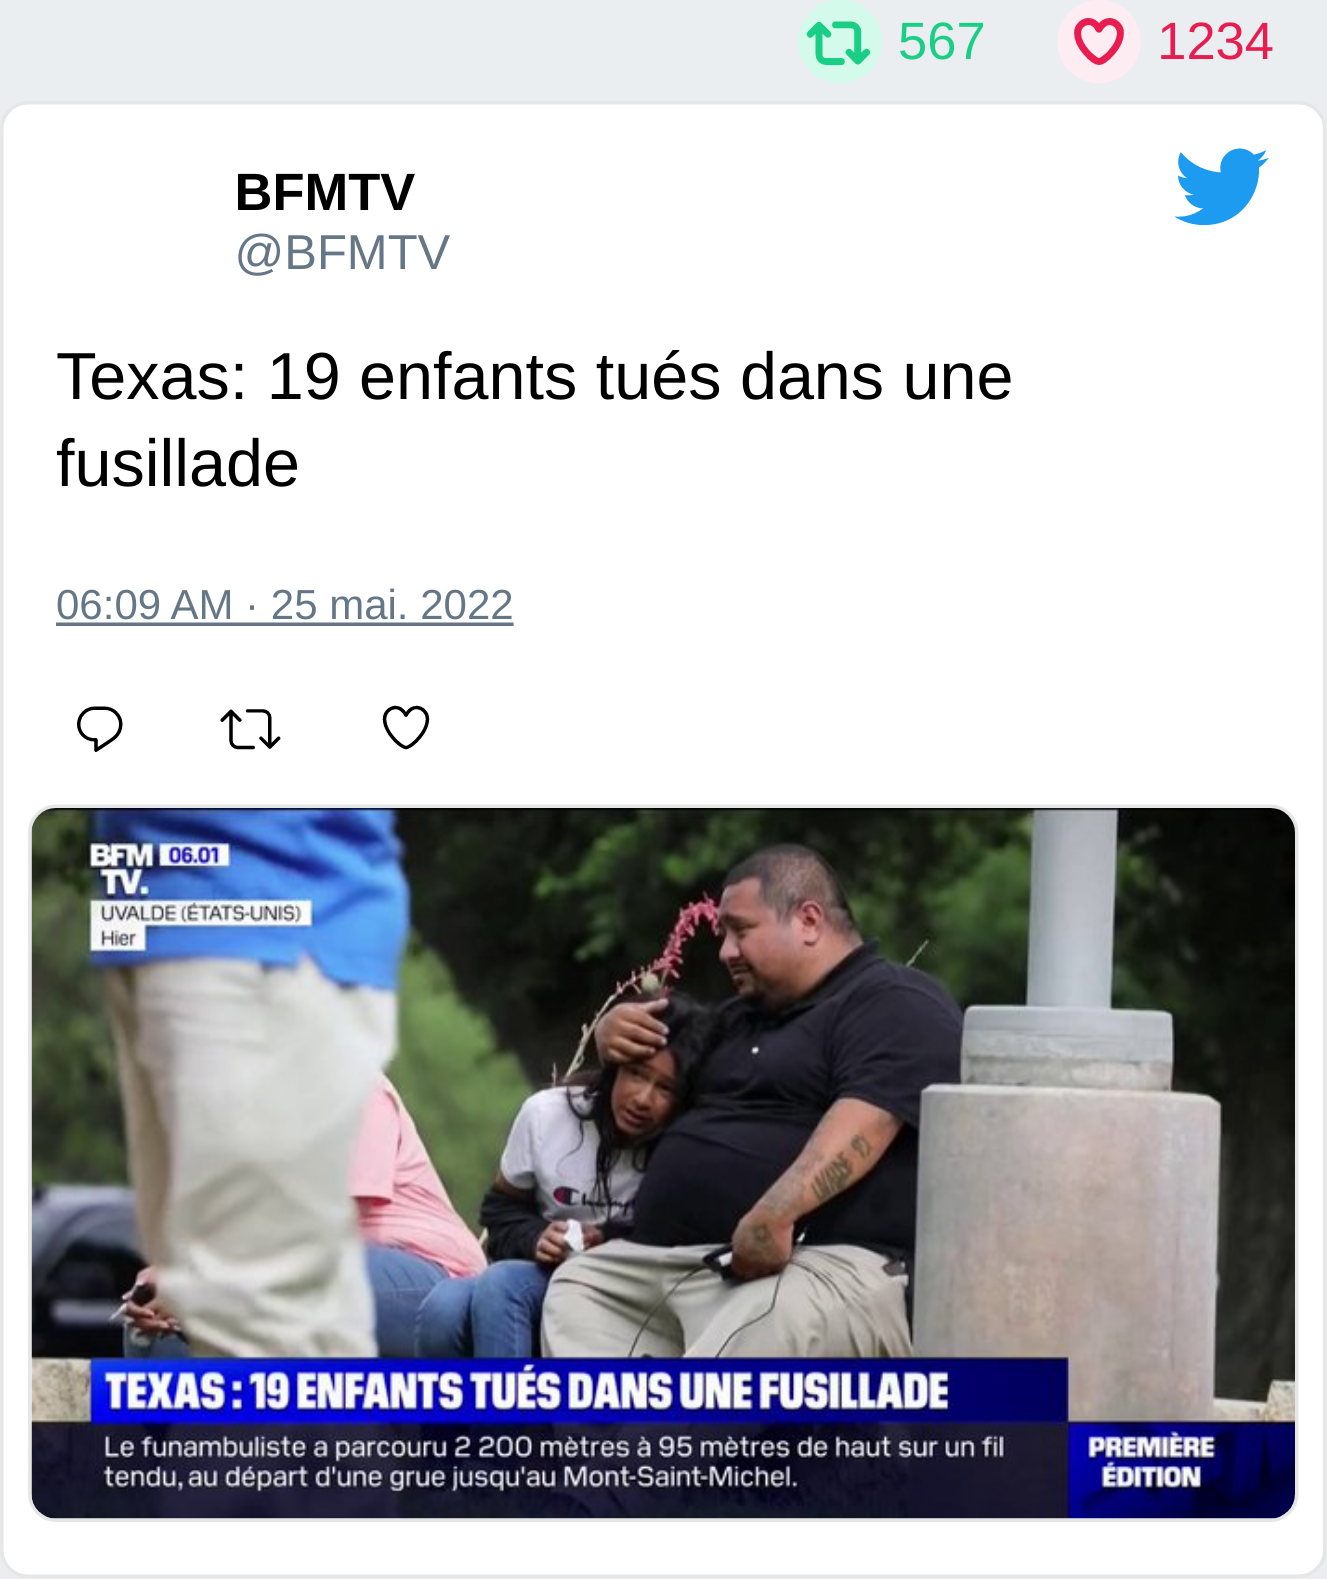 567 1234
BFMTV
@BFMTV
Texas: 19 enfants tués dans une
fusillade
06:09 AM · 25 mai. 2022
BFM 06.01
TV.
UVALDE (ÉTATS-UNIS)
Hier
TEXAS : 19 ENFANTS TUÉS DANS UNE FUSILLADE
Le funambuliste a parcouru 2 200 mètres à 95 mètres de haut sur un fil
tendu, au départ d'une grue jusqu'au Mont-Saint-Michel.
PREMIÈRE
ÉDITION